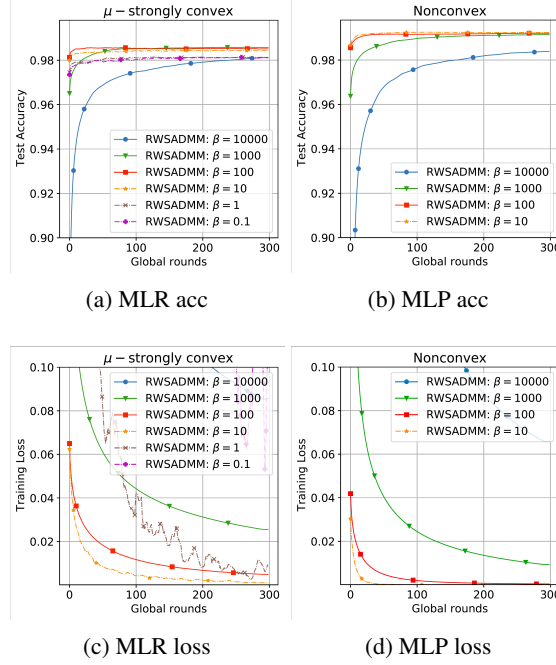 μ − strongly convex
Test Accuracy
0.98
0.96
0.94
0.92
0.90
RWSADMM: β = 10000
RWSADMM: β = 1000
RWSADMM: β = 100
RWSADMM: β = 10
RWSADMM: β = 1
RWSADMM: β = 0.1
0 100 200 300
Global rounds
(a) MLR acc
Nonconvex
Test Accuracy
0.98
0.96
0.94
0.92
0.90
RWSADMM: β = 10000
RWSADMM: β = 1000
RWSADMM: β = 100
RWSADMM: β = 10
0 100 200 300
Global rounds
(b) MLP acc
μ − strongly convex
Training Loss
0.10
0.08
0.06
0.04
0.02
RWSADMM: β = 10000
RWSADMM: β = 1000
RWSADMM: β = 100
RWSADMM: β = 10
RWSADMM: β = 1
RWSADMM: β = 0.1
0 100 200 300
Global rounds
(c) MLR loss
Nonconvex
Training Loss
0.10
0.08
0.06
0.04
0.02
RWSADMM: β = 10000
RWSADMM: β = 1000
RWSADMM: β = 100
RWSADMM: β = 10
0 100 200 300
Global rounds
(d) MLP loss